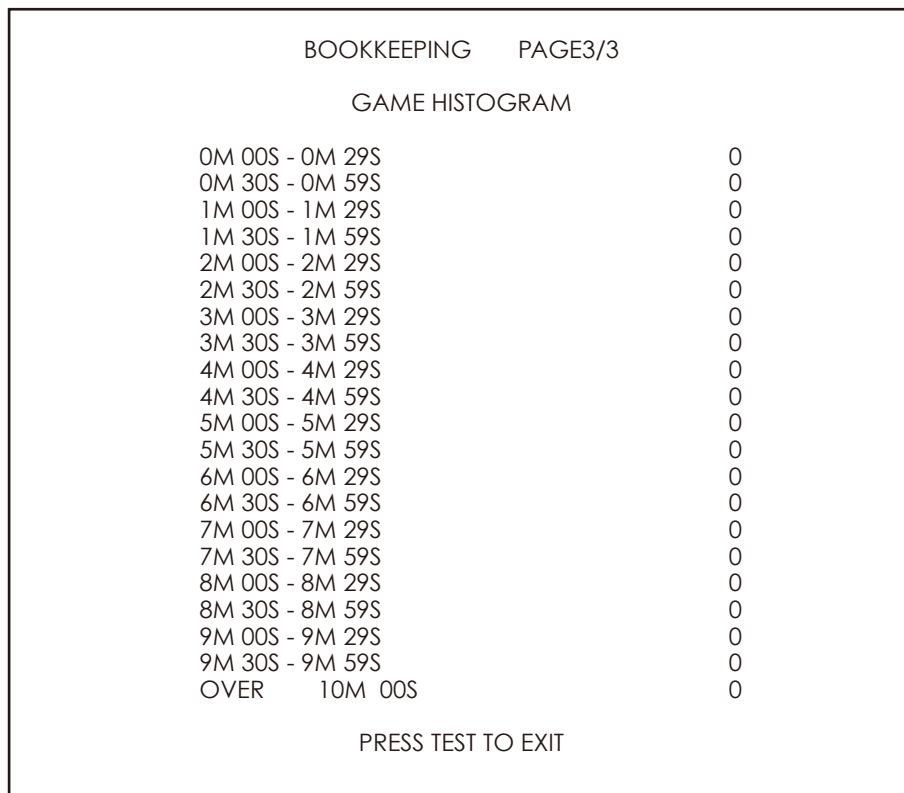 BOOKKEEPING PAGE3/3
GAME HISTOGRAM
0M 00S - 0M 29S 0
0M 30S - 0M 59S 0
1M 00S - 1M 29S 0
1M 30S - 1M 59S 0
2M 00S - 2M 29S 0
2M 30S - 2M 59S 0
3M 00S - 3M 29S 0
3M 30S - 3M 59S 0
4M 00S - 4M 29S 0
4M 30S - 4M 59S 0
5M 00S - 5M 29S 0
5M 30S - 5M 59S 0
6M 00S - 6M 29S 0
6M 30S - 6M 59S 0
7M 00S - 7M 29S 0
7M 30S - 7M 59S 0
8M 00S - 8M 29S 0
8M 30S - 8M 59S 0
9M 00S - 9M 29S 0
9M 30S - 9M 59S 0
OVER 10M 00S 0
PRESS TEST TO EXIT